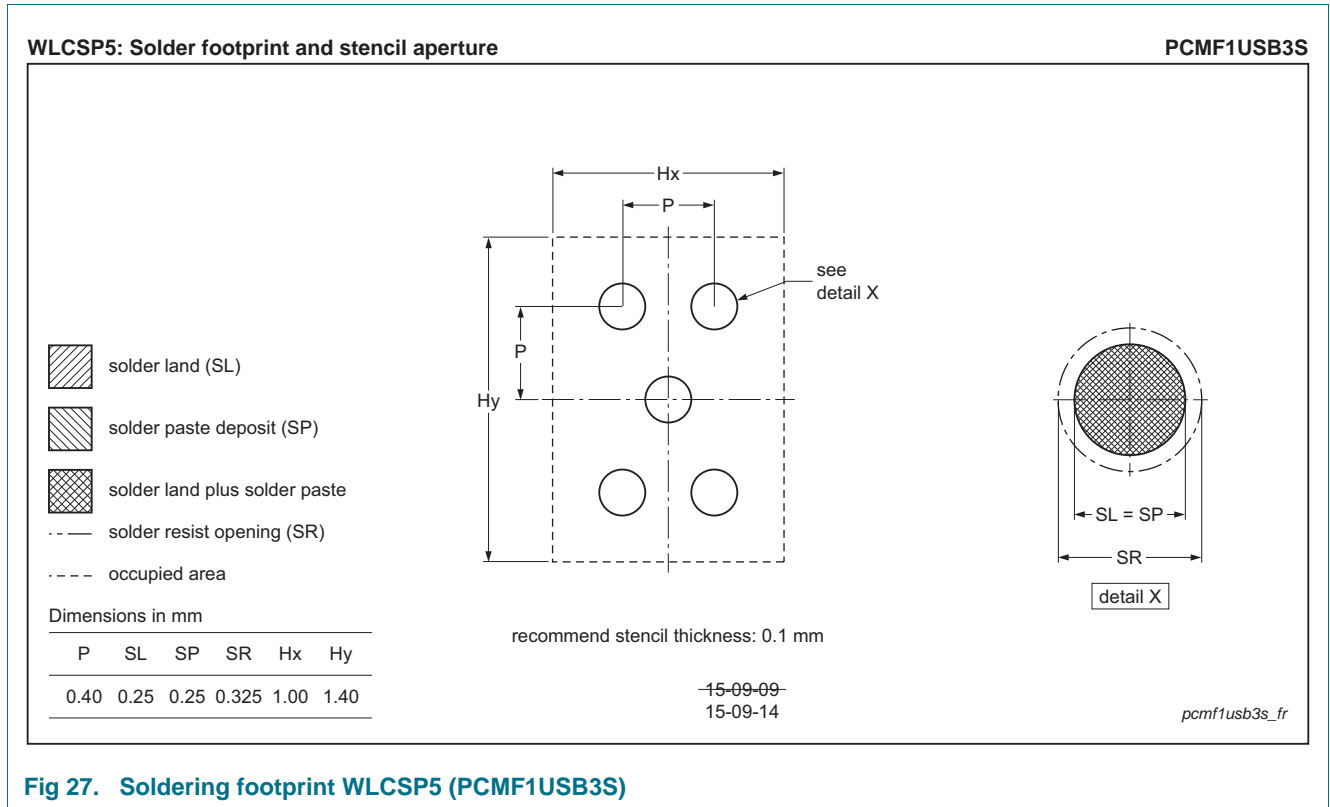 WLCSP5: Solder footprint and stencil aperture PCMF1USB3S
Hx
P
see
detail X
P
Hy
solder land (SL)
solder paste deposit (SP)
solder land plus solder paste
solder resist opening (SR)
occupied area
SL = SP
SR
detail X
Dimensions in mm
P SL SP SR Hx Hy
0.40 0.25 0.25 0.325 1.00 1.40
recommend stencil thickness: 0.1 mm
15-09-09
15-09-14
pcmf1usb3s_fr
Fig 27. Soldering footprint WLCSP5 (PCMF1USB3S)